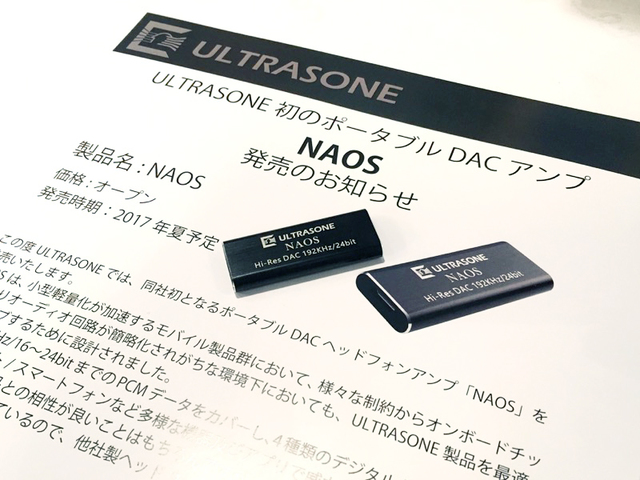 ULTRASONE
ULTRASONE 初のポータブル DAC アンプ
NAOS
発売のお知らせ
製品名 : NAOS
価格 : オープン
発売時期 : 2017 年夏予定
ULTRASONE
NAOS
Hi-Res DAC 192KHz/24bit
ULTRASONE
NAOS
Hi-Res DAC 192KHz/24bit
この度 ULTRASONE では、同社初となるポータブル DAC ヘッドフォンアンプ「NAOS」を
売いたします。
Sは、小型軽量化が加速するモバイル製品群において、様々な制約からオンボードチッ
リオーディオ回路が簡略化されがちな環境下においても、ULTRASONE 製品を最適
するために設計されました。
Hz/16～24bit までの PCM データをカバーし、4 種類のデジタル
/スマートフォンなど多様な
との相性が良いことはもち
ているので、他社製ヘッド